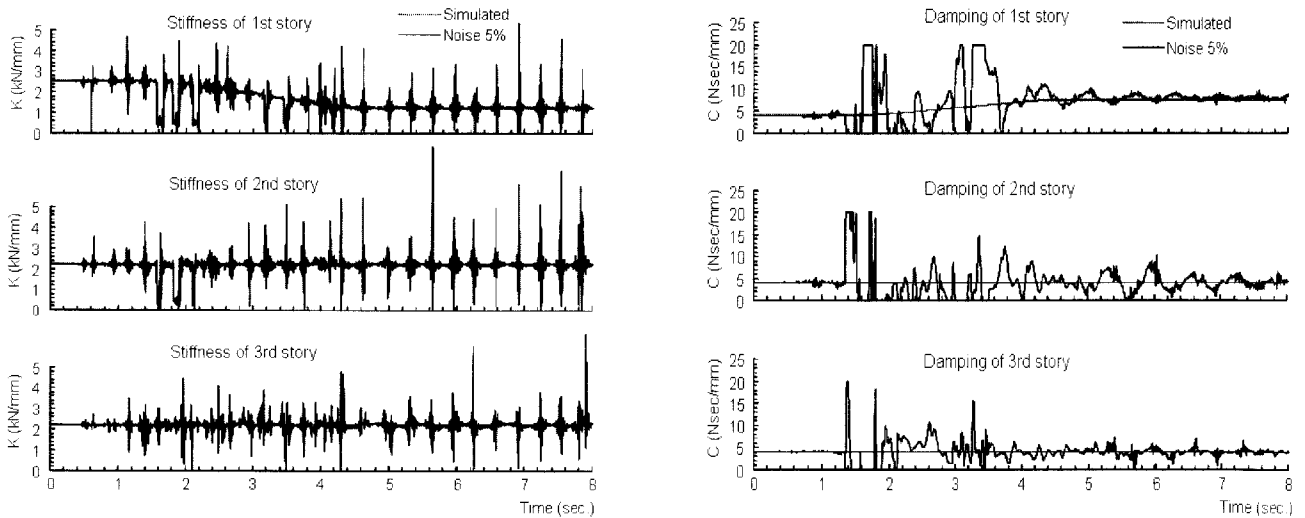 Stiffness of 1st story
Simulated
Noise 5%
K (kN/mm)
5
4
3
2
1
0
Stiffness of 2nd story
K (kN/mm)
5
4
3
2
1
0
Stiffness of 3rd story
K (kN/mm)
5
4
3
2
1
0
0 1 2 3 4 5 6 7 8
Time (sec.)
Damping of 1st story
Simulated
Noise 5%
C (Nsec/mm)
25
20
15
10
5
0
Damping of 2nd story
C (Nsec/mm)
25
20
15
10
5
0
Damping of 3rd story
C (Nsec/mm)
25
20
15
10
5
0
0 1 2 3 4 5 6 7 8
Time (sec.)